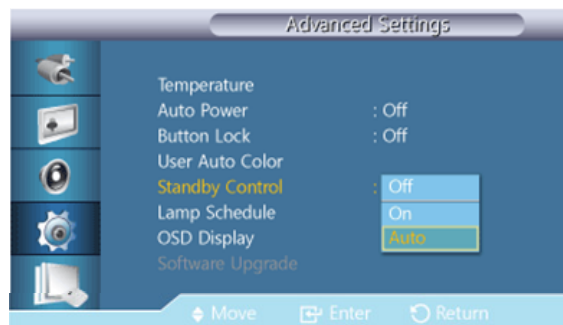 Advanced Settings
Temperature
Auto Power : Off
Button Lock : Off
User Auto Color
Standby Control : Off
Lamp Schedule On
OSD Display Auto
Software Upgrade
Move Enter Return